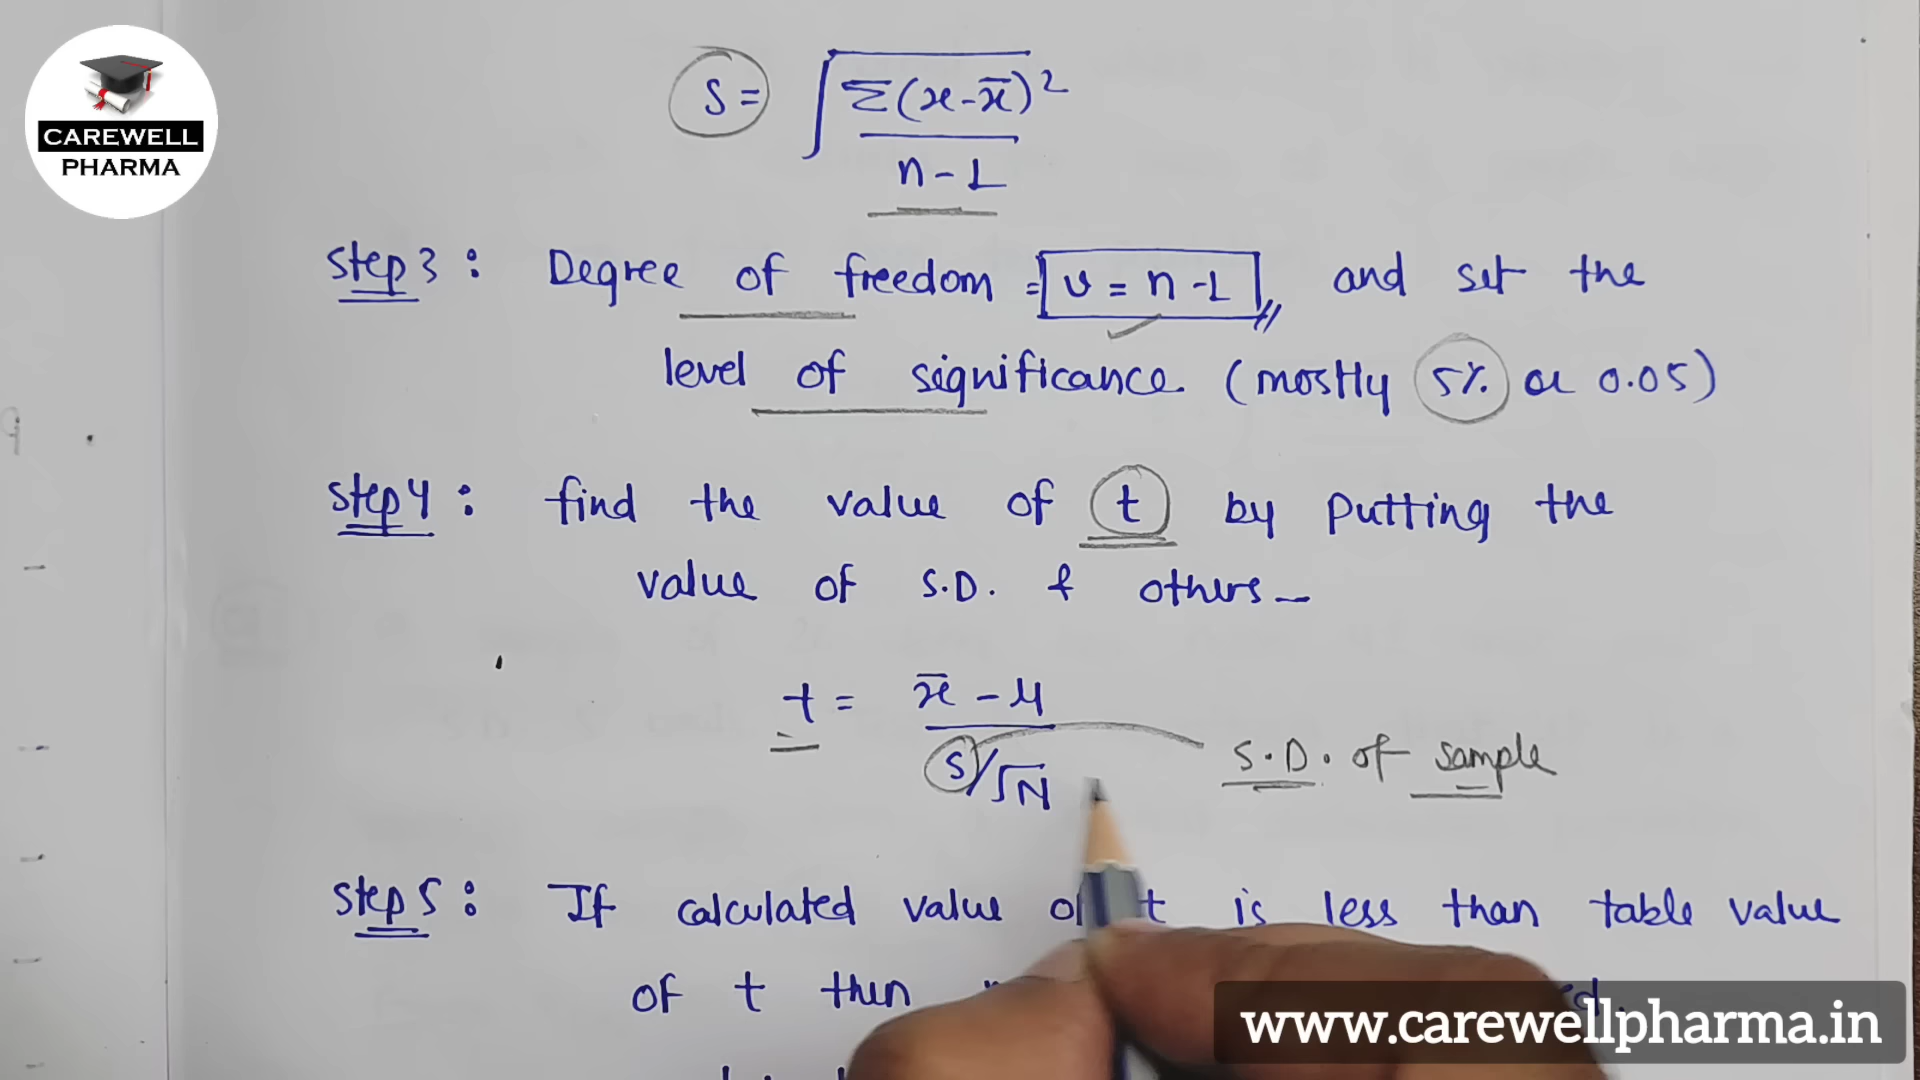 CAREWELL
PHARMA
S = √Σ(x-x̄)²
n-1
Step 3 : Degree of freedom = ν = n-1 and set the
level of significance (mostly 5% or 0.05)
Step 4 : find the value of t by putting the
value of S.D. & others-
t = x̄ - μ
S/√N
S.D. of sample
Step 5 : If calculated value of t is less than table value
of t then
www.carewellpharma.in